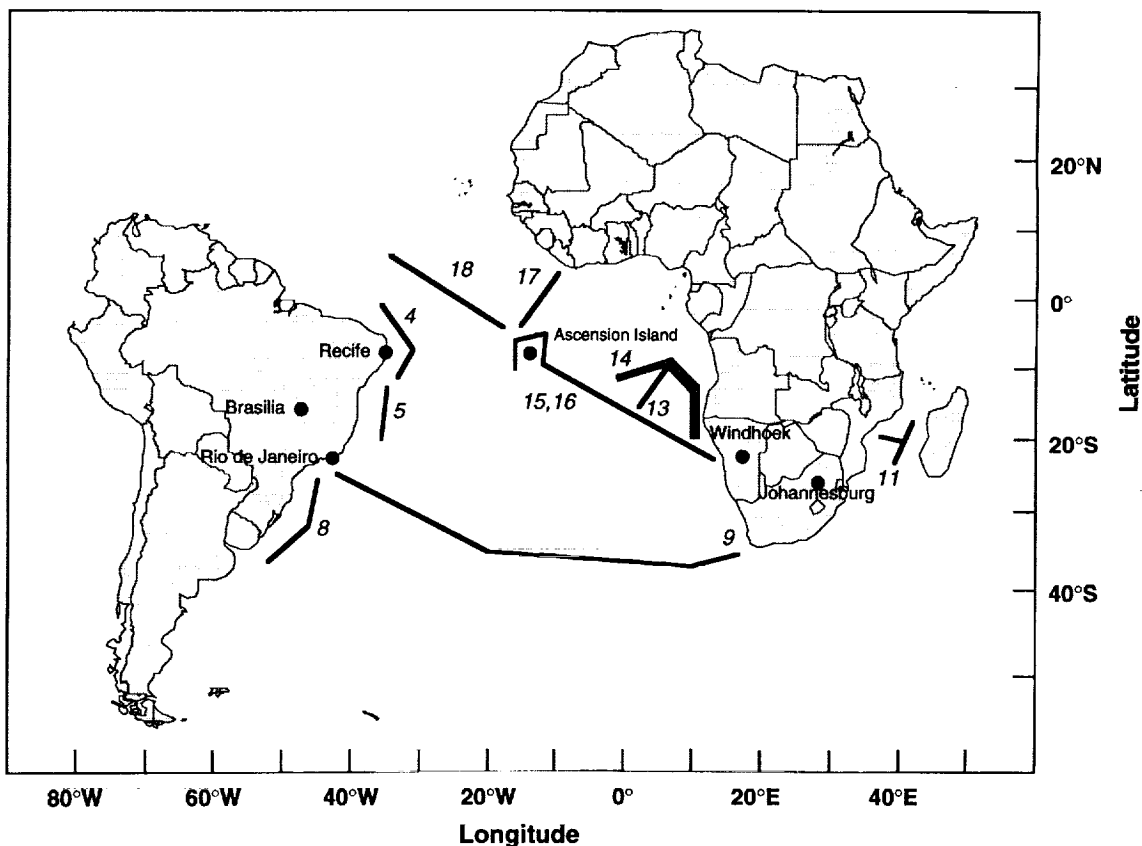 20°N
18
17
0°
4
Ascension Island
Recife
14
Latitude
15,16
13
Brasilia
5
Windhoek
20°S
Rio de Janeiro
11
Johannesburg
8
9
40°S
80°W
60°W
40°W
20°W
0°
20°E
40°E
Longitude